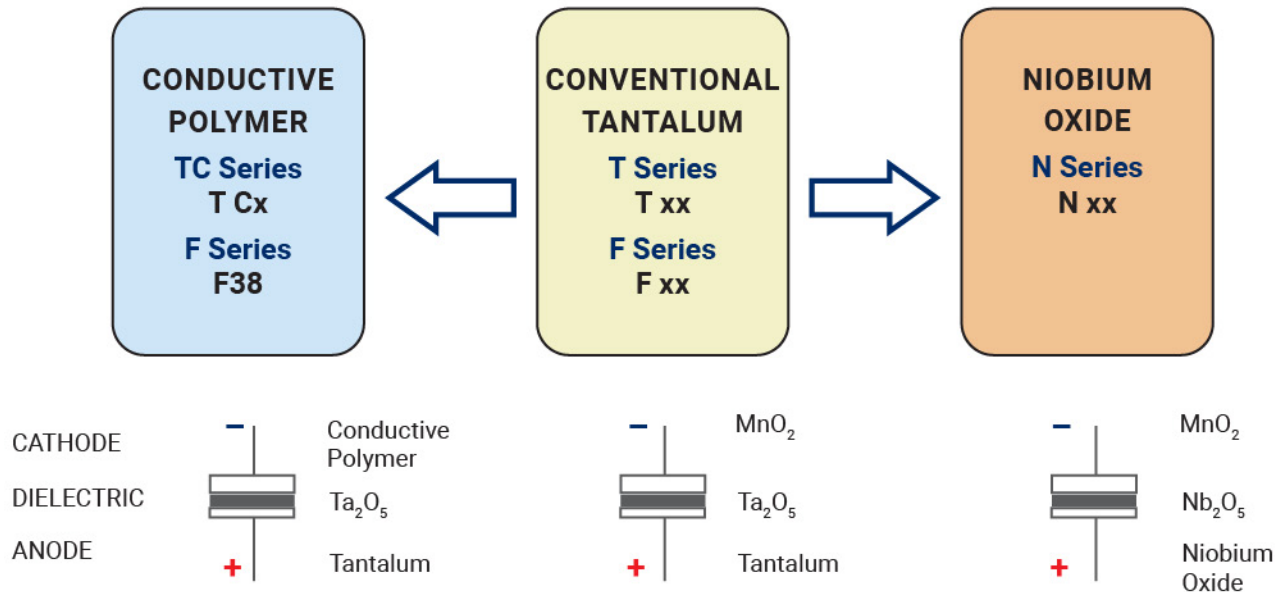 CONDUCTIVE
POLYMER
TC Series
T Cx
F Series
F38
CONVENTIONAL
TANTALUM
T Series
T xx
F Series
F xx
NIOBIUM
OXIDE
N Series
N xx
CATHODE
DIELECTRIC
ANODE
−
Conductive
Polymer
Ta₂O₅
+
Tantalum
−
MnO₂
Ta₂O₅
+
Tantalum
−
MnO₂
Nb₂O₅
+
Niobium
Oxide